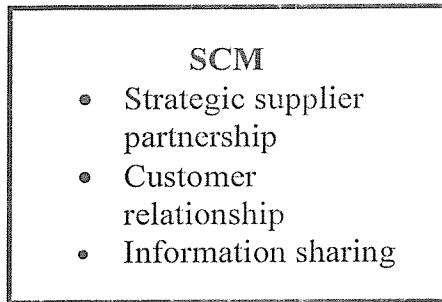 SCM
• Strategic supplier
partnership
• Customer
relationship
• Information sharing